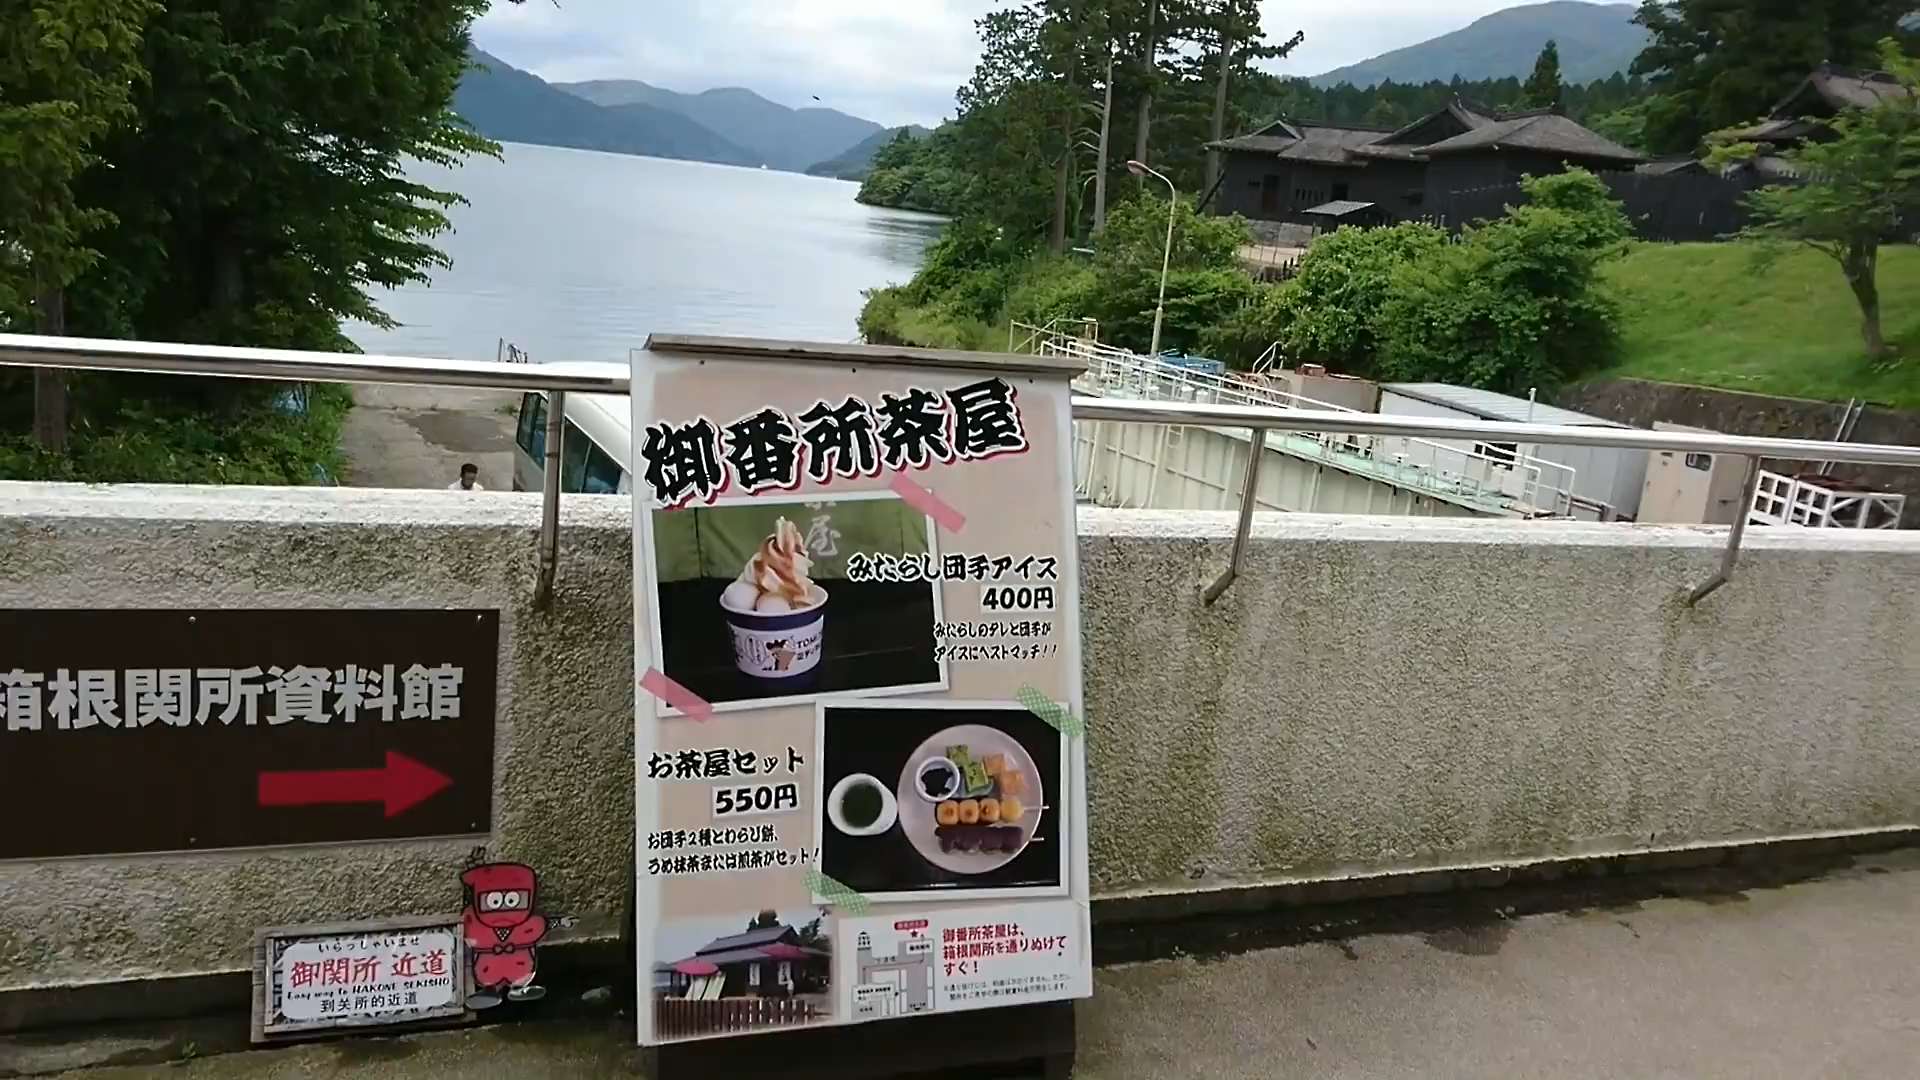 御番所茶屋
屋
みたらし団子アイス
400円
みたらしのタレと団子が
アイスにベストマッチ！！
お茶屋セット
550円
お団子2種とわらび餅、
うめ抹茶または煎茶がセット！
御番所茶屋は、
箱根関所を通りぬけて
すぐ！
箱根関所資料館
いらっしゃいませ
御関所 近道
Easy way to HAKONE SEKISHO
到关所的近道